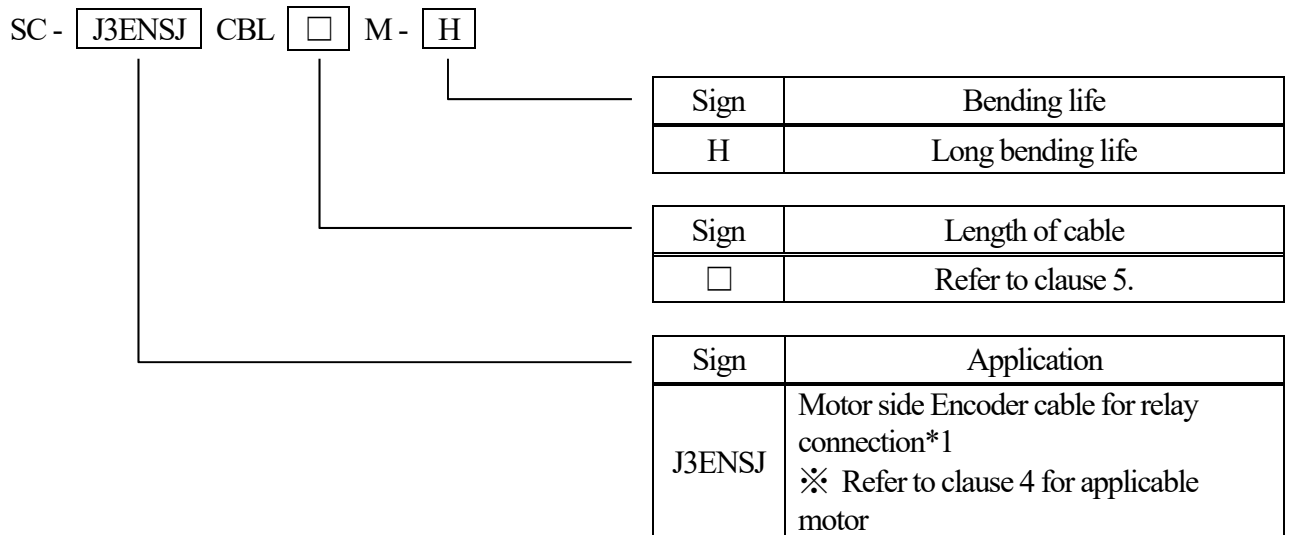 SC - J3ENSJ CBL □ M - H
Sign Bending life
H Long bending life
Sign Length of cable
□ Refer to clause 5.
Sign Application
J3ENSJ Motor side Encoder cable for relay
connection*1
※ Refer to clause 4 for applicable
motor